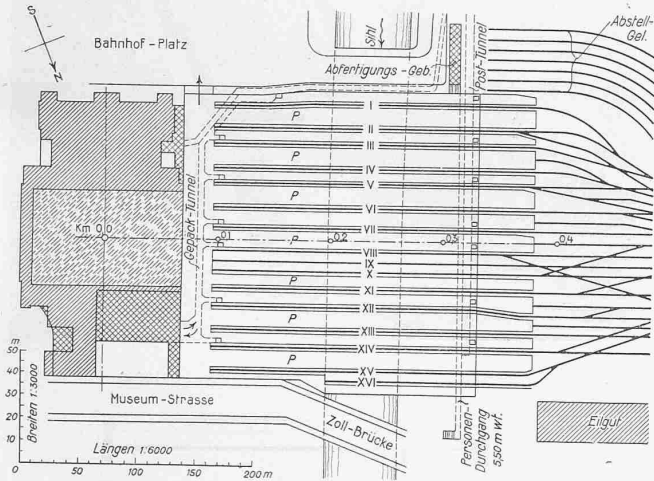 S
N
Bahnhof-Platz
Sihl
Abfertigungs-Geb.
Post-Tunnel
Abstell-
Gel.
Gepäck-Tunnel
I
P
II
III
P
IV
V
P
VI
VII
Km 0,0
0,1
P
0,2
0,3
0,4
VIII
IX
X
P
XI
XII
P
XIII
XIV
P
XV
XVI
Museum-Strasse
Zoll-Brücke
Personen-
Durchgang
5,50 m wt.
Eilgut
m
50
40
30
20
10
Breiten 1:3000
Längen 1:6000
0
50
100
150
200 m